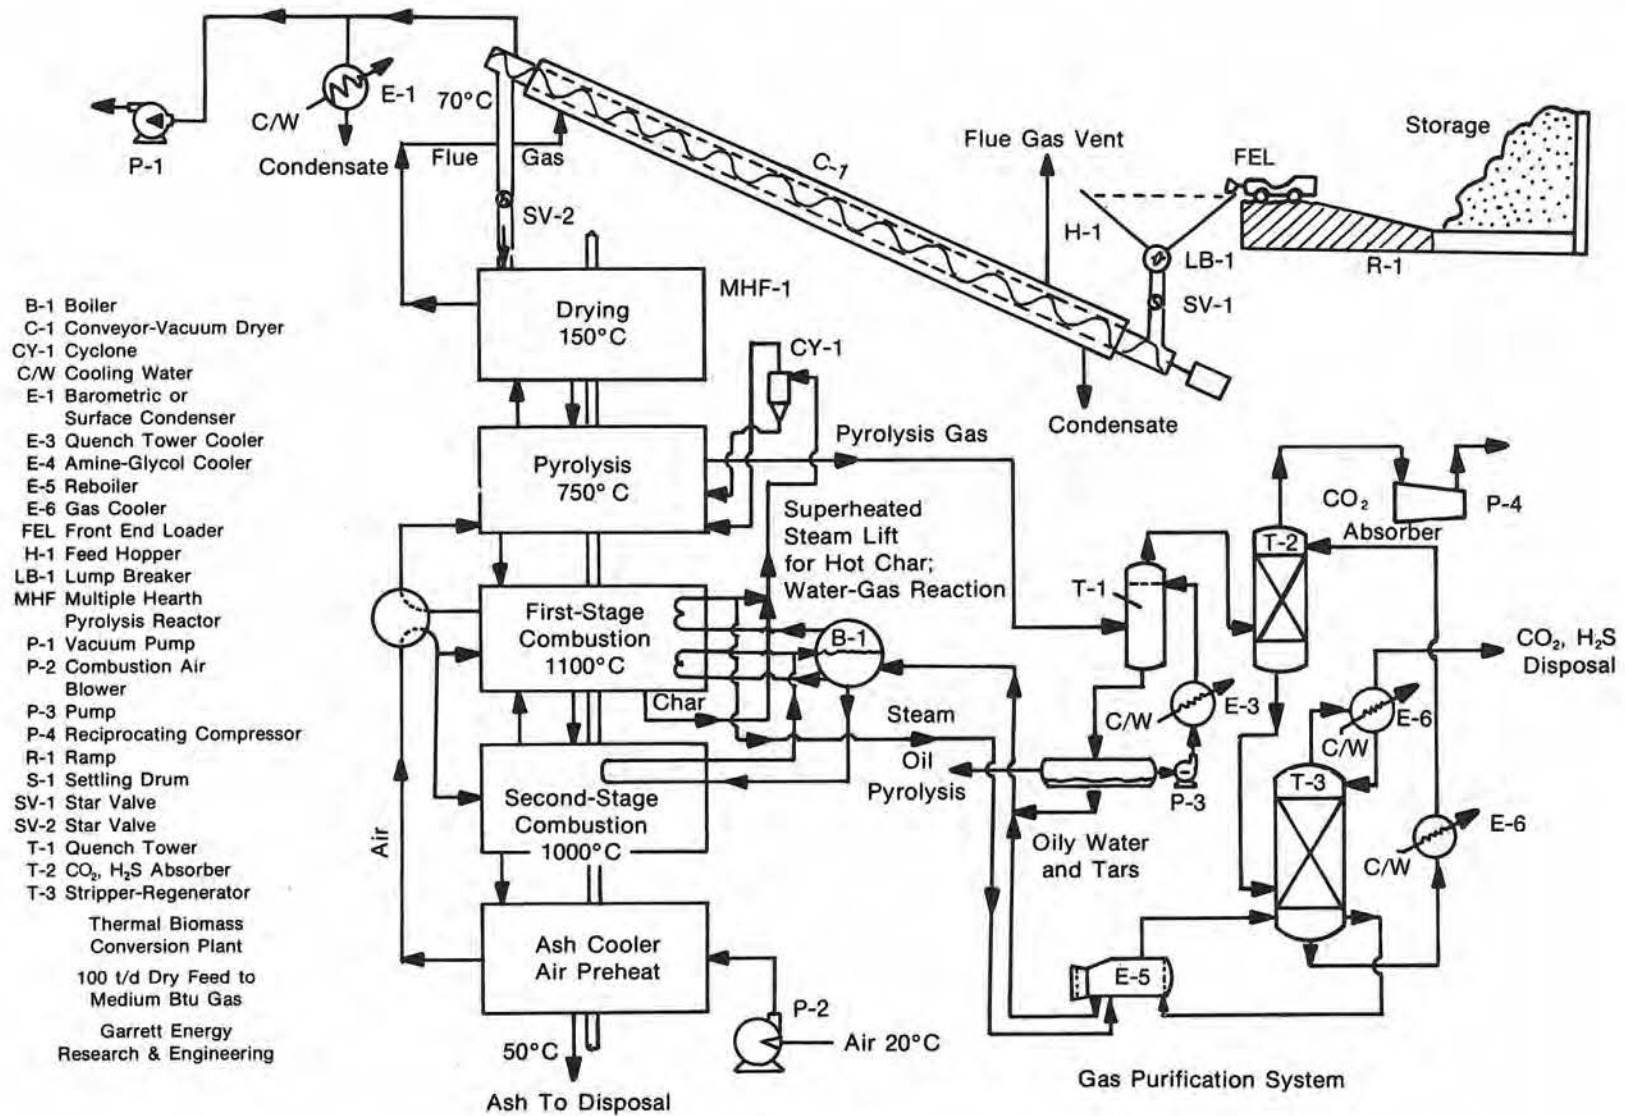 E-1
C/W
Condensate
P-1
70°C
Flue Gas
SV-2
C-1
Flue Gas Vent
H-1
LB-1
SV-1
FEL
Storage
R-1
Condensate
MHF-1
Drying
150°C
CY-1
Pyrolysis
750°C
Pyrolysis Gas
Superheated
Steam Lift
for Hot Char;
Water-Gas Reaction
First-Stage
Combustion
1100°C
B-1
Char
Steam
Oil
Pyrolysis
Second-Stage
Combustion
1000°C
Air
Ash Cooler
Air Preheat
P-2
Air 20°C
50°C
Ash To Disposal
T-1
C/W
E-3
P-3
Oily Water
and Tars
E-5
CO₂
Absorber
P-4
T-2
CO₂, H₂S
Disposal
E-6
C/W
T-3
E-6
C/W
Gas Purification System
B-1 Boiler
C-1 Conveyor-Vacuum Dryer
CY-1 Cyclone
C/W Cooling Water
E-1 Barometric or
Surface Condenser
E-3 Quench Tower Cooler
E-4 Amine-Glycol Cooler
E-5 Reboiler
E-6 Gas Cooler
FEL Front End Loader
H-1 Feed Hopper
LB-1 Lump Breaker
MHF Multiple Hearth
Pyrolysis Reactor
P-1 Vacuum Pump
P-2 Combustion Air
Blower
P-3 Pump
P-4 Reciprocating Compressor
R-1 Ramp
S-1 Settling Drum
SV-1 Star Valve
SV-2 Star Valve
T-1 Quench Tower
T-2 CO₂, H₂S Absorber
T-3 Stripper-Regenerator
Thermal Biomass
Conversion Plant
100 t/d Dry Feed to
Medium Btu Gas
Garrett Energy
Research & Engineering